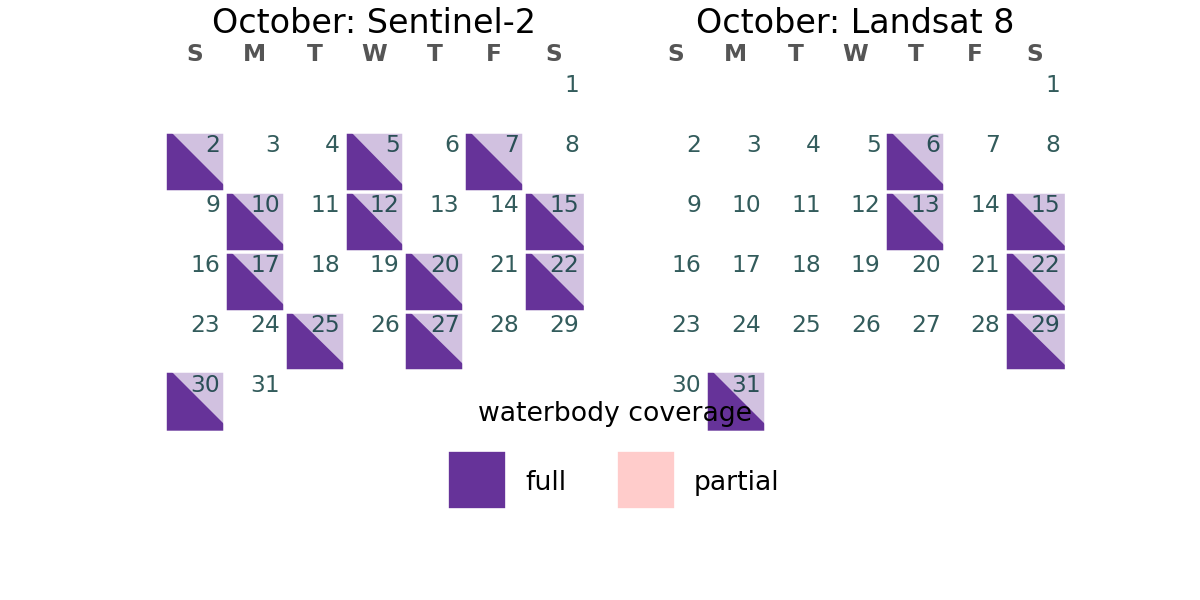 October: Sentinel-2
S M T W T F S
1
2 3 4 5 6 7 8
9 10 11 12 13 14 15
16 17 18 19 20 21 22
23 24 25 26 27 28 29
30 31
October: Landsat 8
S M T W T F S
1
2 3 4 5 6 7 8
9 10 11 12 13 14 15
16 17 18 19 20 21 22
23 24 25 26 27 28 29
30 31
waterbody coverage
full partial